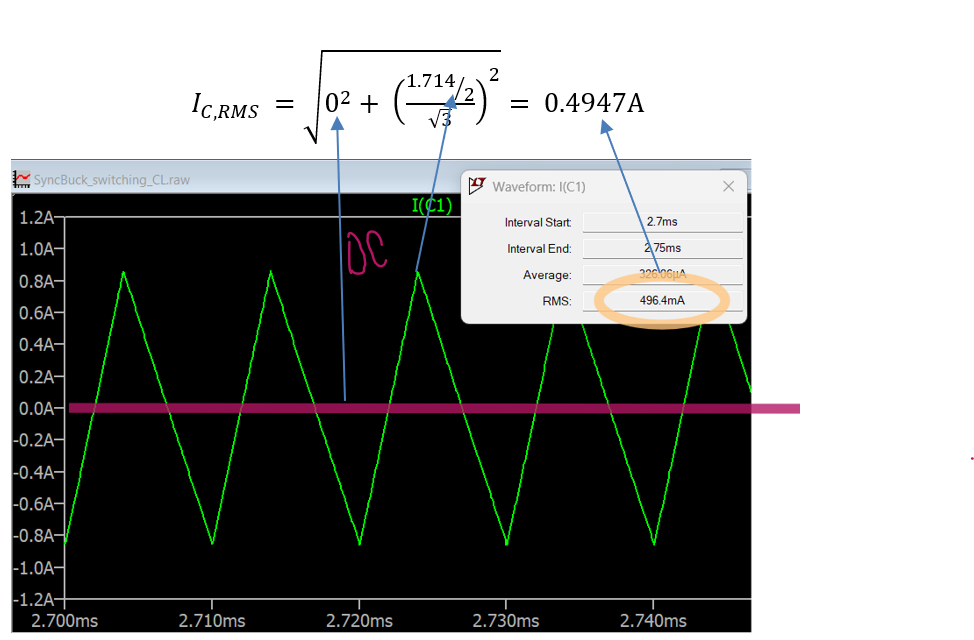 I_{C,RMS} = √(0² + ((1.714/2)/√3)²) = 0.4947A
SyncBuck_switching_CL.raw
I(C1)
Waveform: I(C1)
Interval Start: 2.7ms
Interval End: 2.75ms
Average: 326.06µA
RMS: 496.4mA
DC
1.2A
1.0A
0.8A
0.6A
0.4A
0.2A
0.0A
-0.2A
-0.4A
-0.6A
-0.8A
-1.0A
-1.2A
2.700ms 2.710ms 2.720ms 2.730ms 2.740ms